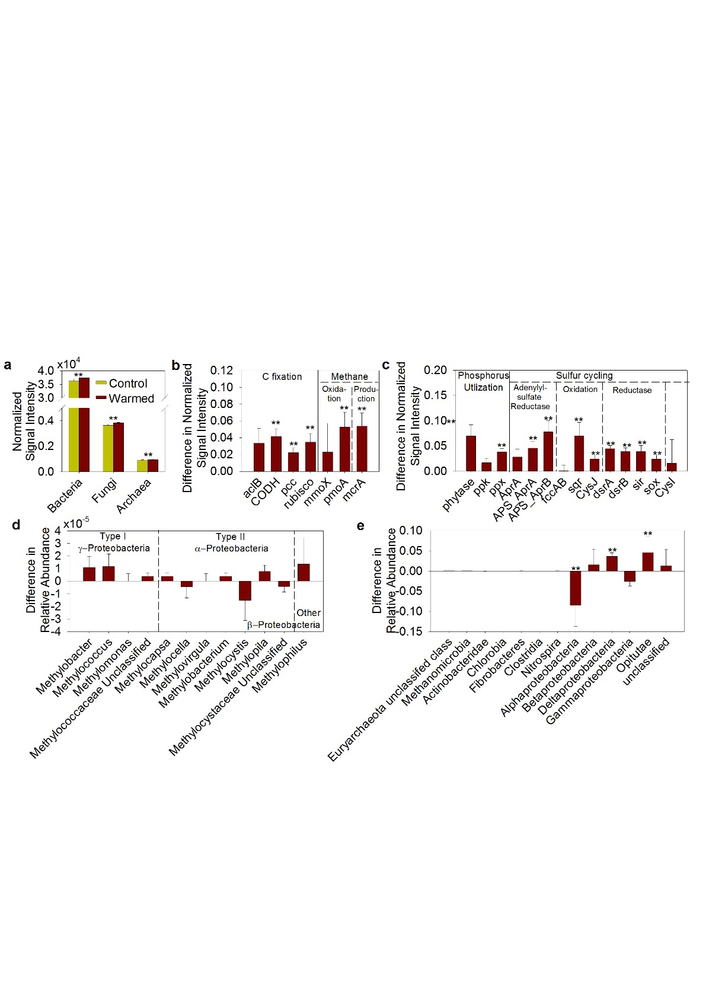 a
x10⁴
4.0
3.5
3.0
0.4
0.2
0.0
Normalized
Signal Intensity
**
**
**
Control
Warmed
Bacteria
Fungi
Archaea
b
Difference in Normalized
Signal Intensity
0.12
0.10
0.08
0.06
0.04
0.02
0.00
C fixation
Methane
Oxida-
tion
Produ-
ction
**
**
**
**
**
aclB
CODH
pcc
rubisco
mmoX
pmoA
mcrA
c
Difference in Normalized
Signal Intensity
0.20
0.15
0.10
0.05
0.00
Phosphorus
Utlization
Sulfur cycling
Adenylyl-
sulfate
Reductase
Oxidation
Reductase
**
**
**
**
**
**
**
**
**
**
phytase
ppk
ppx
AprA
APS_AprA
APS_AprB
fccAB
sqr
CysJ
dsrA
dsrB
sir
sox
CysI
d
x10⁻⁵
Difference in
Relative Abundance
4
3
2
1
0
-1
-2
-3
-4
Type I
γ−Proteobacteria
Type II
α−Proteobacteria
Other
β−Proteobacteria
Methylobacter
Methylococcus
Methylomonas
Methylococcaceae Unclassified
Methylocapsa
Methylocella
Methylovirgula
Methylobacterium
Methylocystis
Methylopila
Methylocystaceae Unclassified
Methylophilus
e
Difference in
Relative Abundance
0.10
0.05
0.00
-0.05
-0.10
-0.15
**
**
**
Euryarchaeota unclassifed class
Methanomicrobia
Actinobacteridae
Chlorobia
Fibrobacteres
Clostridia
Nitrospira
Alphaproteobacteria
Betaproteobacteria
Deltaproteobacteria
Gammaproteobacteria
Opitutae
unclassified